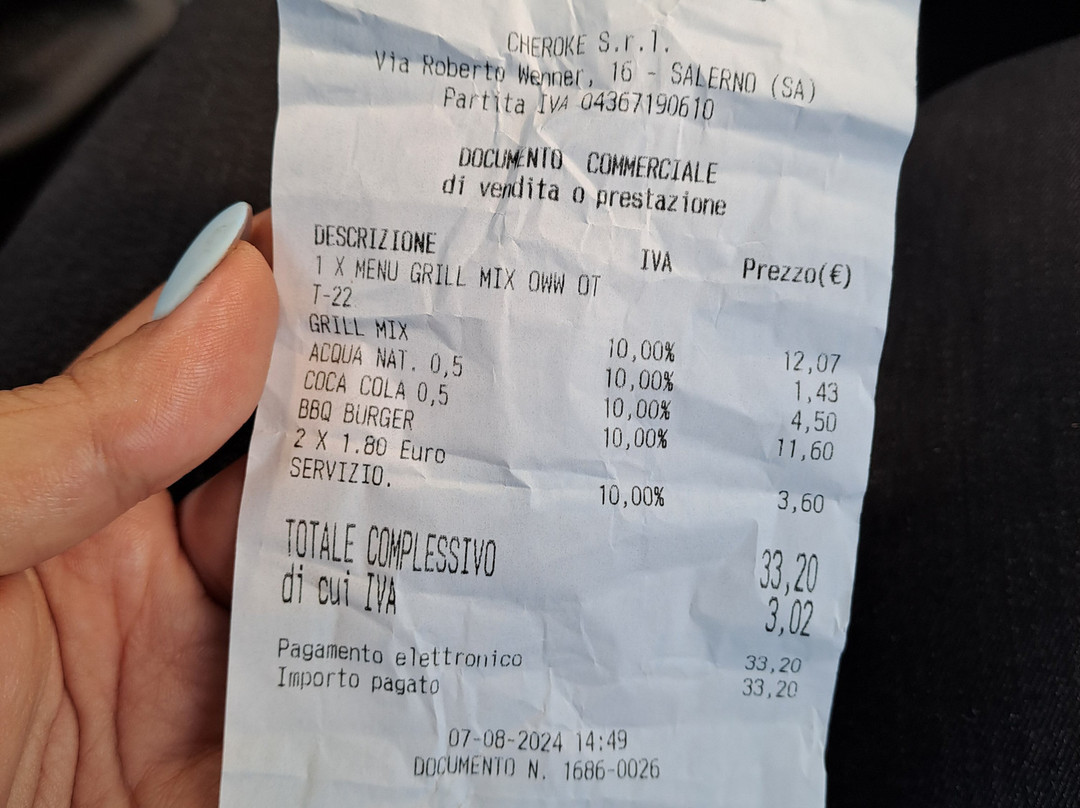 CHEROKE S.r.l.
Via Roberto Wenner, 16 - SALERNO (SA)
Partita IVA 04367190610
DOCUMENTO COMMERCIALE
di vendita o prestazione
DESCRIZIONE IVA Prezzo(€)
1 X MENU GRILL MIX OWW OT
T-22
GRILL MIX 10,00% 12,07
ACQUA NAT. 0,5 10,00% 1,43
COCA COLA 0,5 10,00% 4,50
BBQ BURGER 10,00% 11,60
2 X 1.80 Euro
SERVIZIO. 10,00% 3,60
TOTALE COMPLESSIVO 33,20
di cui IVA 3,02
Pagamento elettronico 33,20
Importo pagato 33,20
07-08-2024 14:49
DOCUMENTO N. 1686-0026